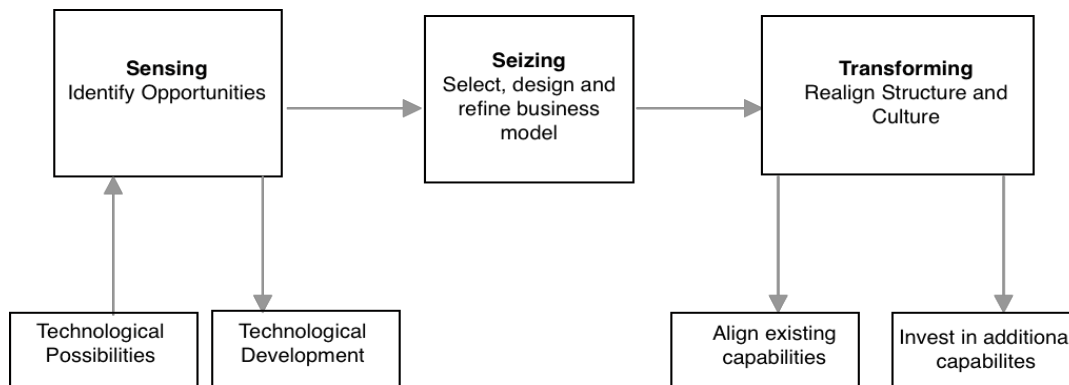 Sensing
Identify Opportunities
Seizing
Select, design and
refine business
model
Transforming
Realign Structure and
Culture
Technological
Possibilities
Technological
Development
Align existing
capabilities
Invest in additiona
capabilites